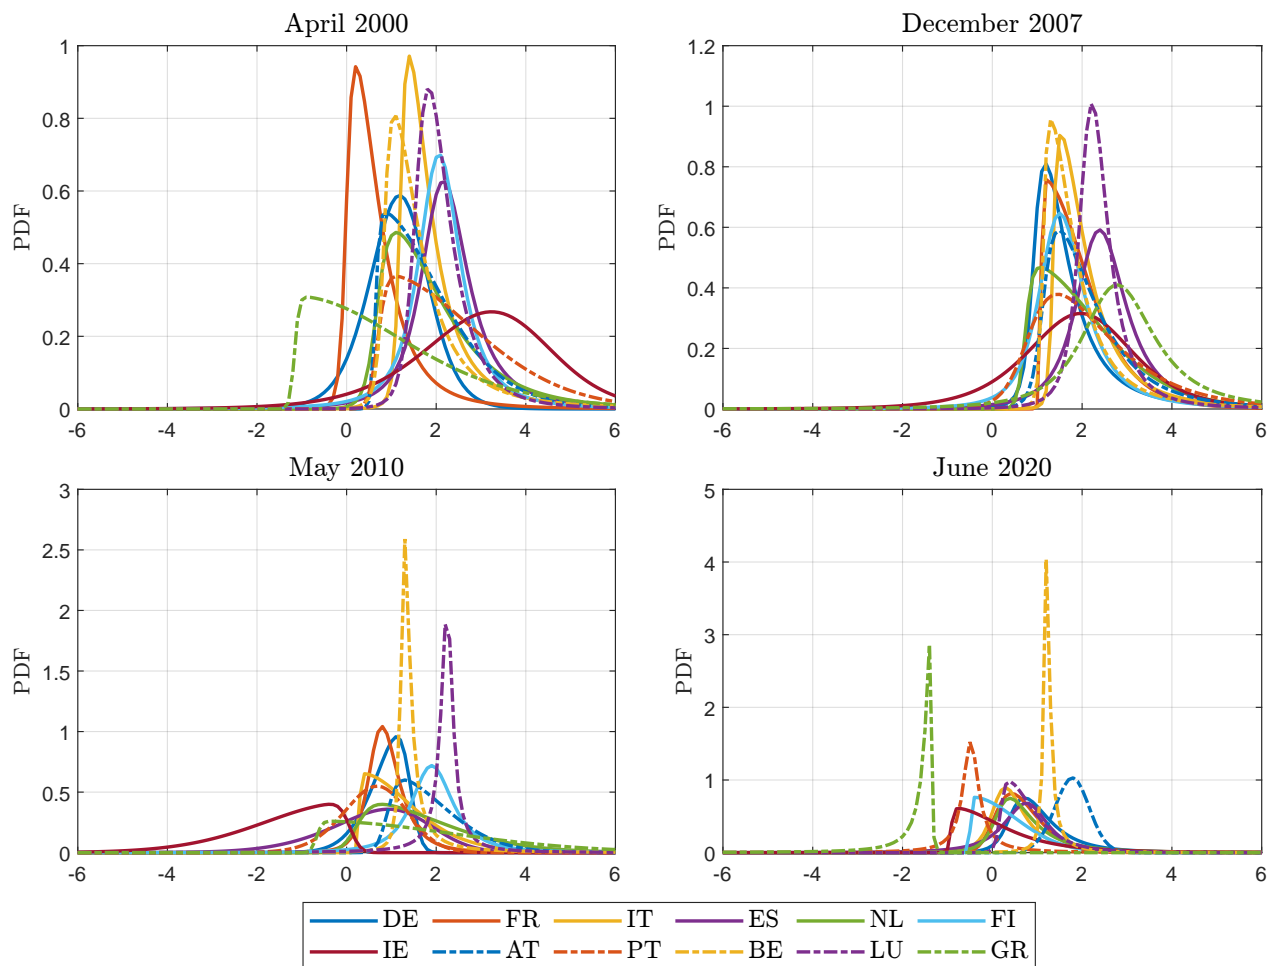 April 2000
December 2007
1
0.8
0.6
0.4
0.2
0
PDF
-6 -4 -2 0 2 4 6
1.2
1
0.8
0.6
0.4
0.2
0
PDF
-6 -4 -2 0 2 4 6
May 2010
June 2020
3
2.5
2
1.5
1
0.5
0
PDF
-6 -4 -2 0 2 4 6
5
4
3
2
1
0
PDF
-6 -4 -2 0 2 4 6
DE FR IT ES NL FI
IE AT PT BE LU GR